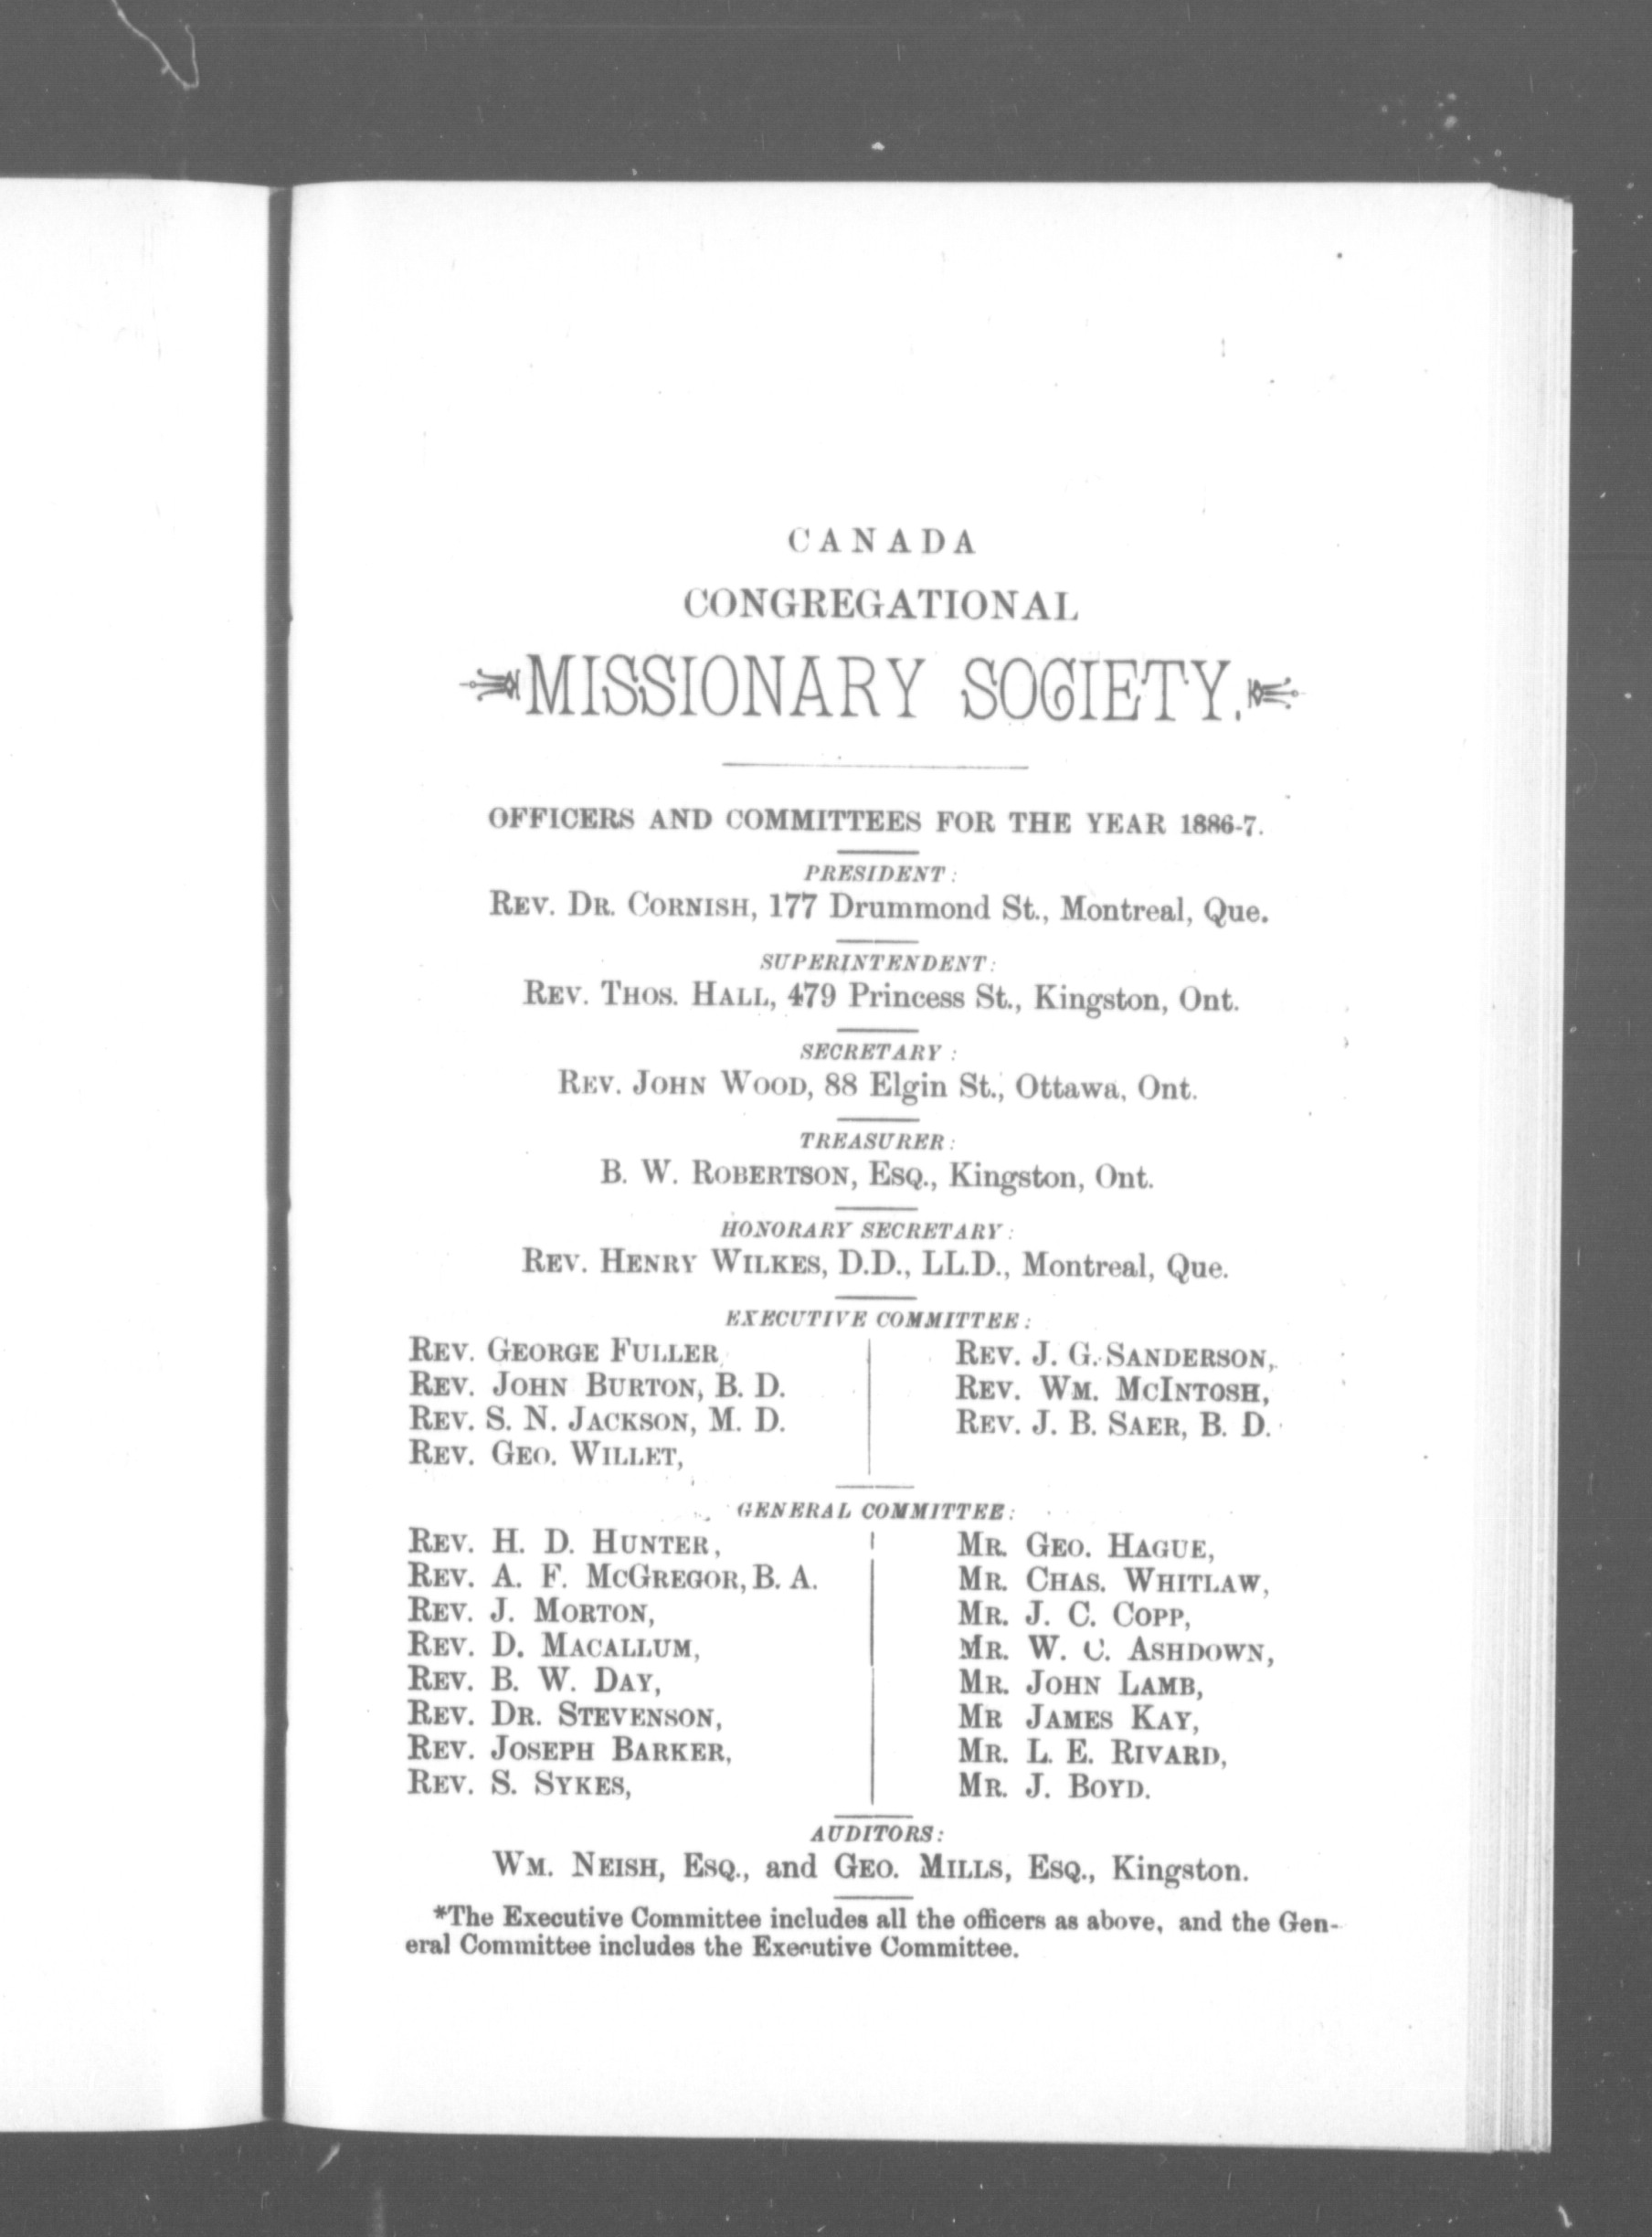 CANADA
CONGREGATIONAL
MISSIONARY SOCIETY.
OFFICERS AND COMMITTEES FOR THE YEAR 1886-7.
PRESIDENT:
REV. DR. CORNISH, 177 Drummond St., Montreal, Que.
SUPERINTENDENT:
REV. THOS. HALL, 479 Princess St., Kingston, Ont.
SECRETARY:
REV. JOHN WOOD, 88 Elgin St., Ottawa, Ont.
TREASURER:
B. W. ROBERTSON, ESQ., Kingston, Ont.
HONORARY SECRETARY:
REV. HENRY WILKES, D.D., LL.D., Montreal, Que.
EXECUTIVE COMMITTEE:
REV. GEORGE FULLER,
REV. JOHN BURTON, B. D.
REV. S. N. JACKSON, M. D.
REV. GEO. WILLET,
REV. J. G. SANDERSON,
REV. WM. MCINTOSH,
REV. J. B. SAER, B. D.
GENERAL COMMITTEE:
REV. H. D. HUNTER,
REV. A. F. MCGREGOR, B. A.
REV. J. MORTON,
REV. D. MACALLUM,
REV. B. W. DAY,
REV. DR. STEVENSON,
REV. JOSEPH BARKER,
REV. S. SYKES,
MR. GEO. HAGUE,
MR. CHAS. WHITLAW,
MR. J. C. COPP,
MR. W. C. ASHDOWN,
MR. JOHN LAMB,
MR JAMES KAY,
MR. L. E. RIVARD,
MR. J. BOYD.
AUDITORS:
WM. NEISH, ESQ., and GEO. MILLS, ESQ., Kingston.
*The Executive Committee includes all the officers as above, and the Gen-
eral Committee includes the Executive Committee.